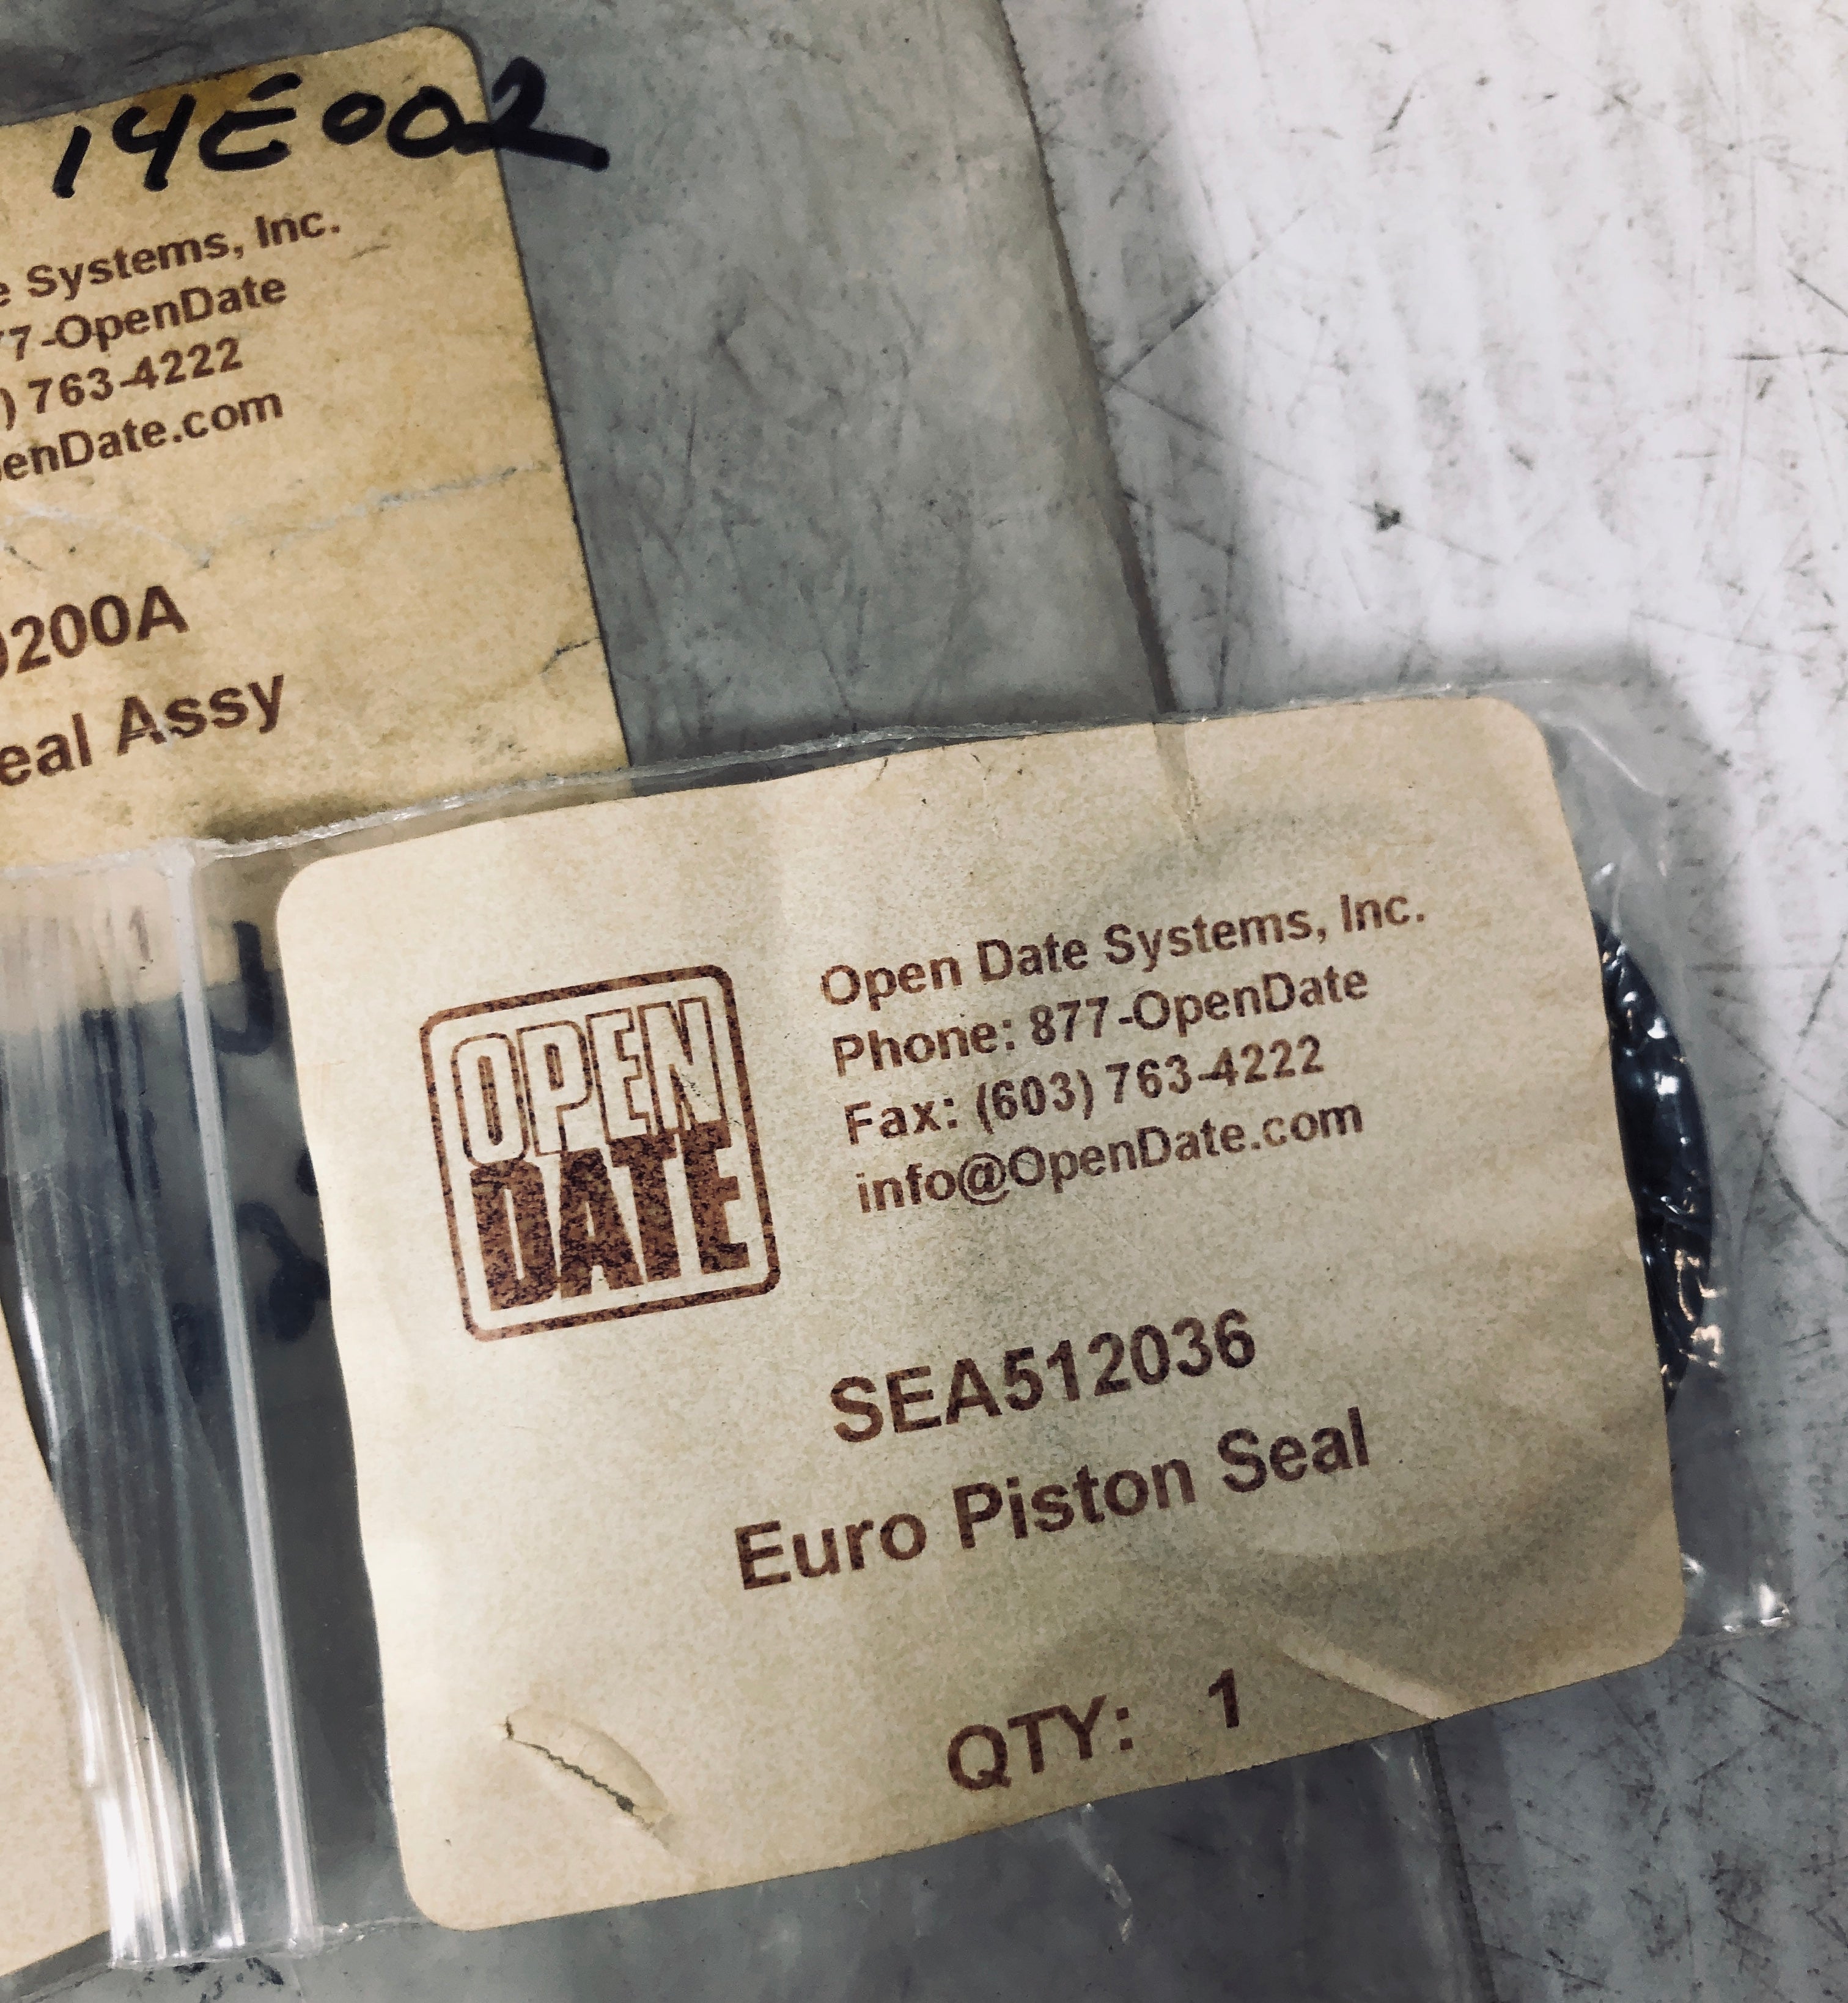 14E002
Systems, Inc.
77-OpenDate
) 763-4222
enDate.com
200A
eal Assy
OPEN
DATE
Open Date Systems, Inc.
Phone: 877-OpenDate
Fax: (603) 763-4222
info@OpenDate.com
SEA512036
Euro Piston Seal
QTY: 1